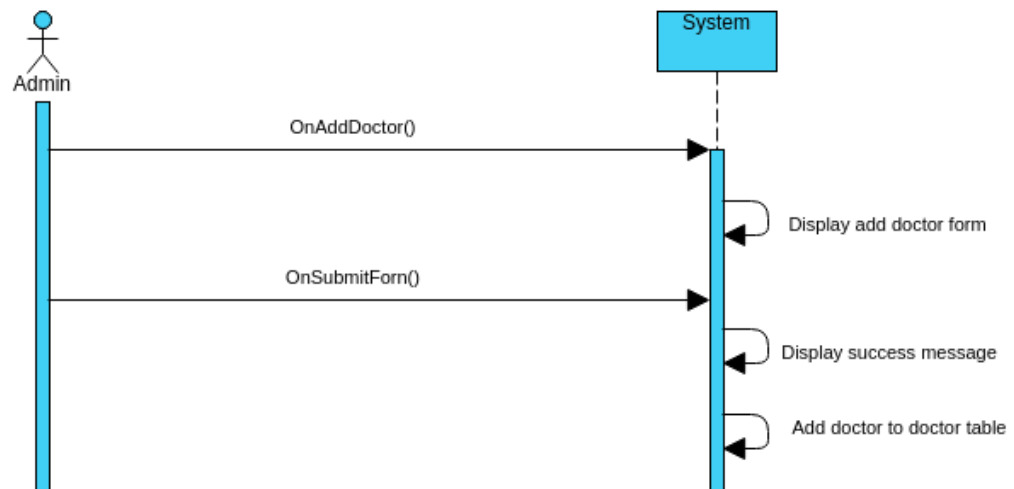 System
Admin
OnAddDoctor()
Display add doctor form
OnSubmitForn()
Display success message
Add doctor to doctor table